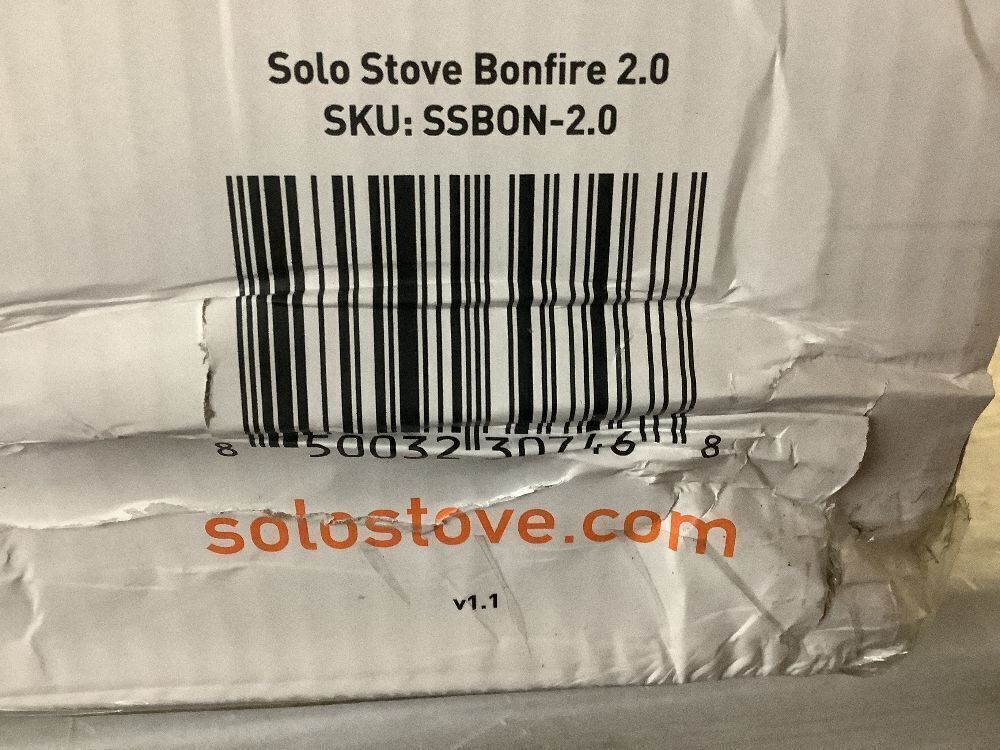 Solo Stove Bonfire 2.0
SKU: SSBON-2.0
8 50032 30746 8
solostove.com
v1.1